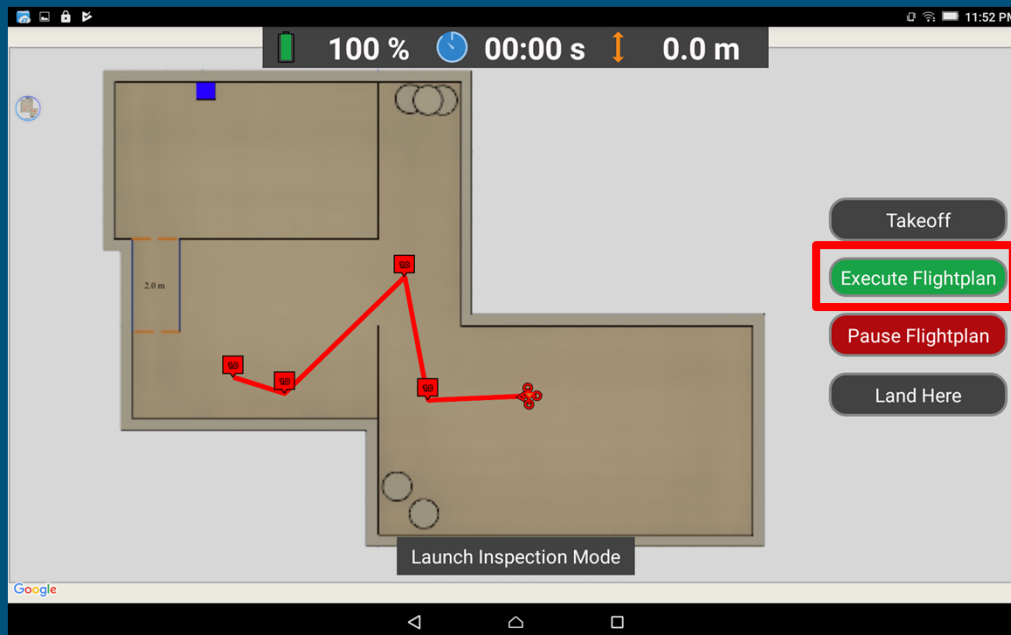 11:52 PM
100 %
00:00 s
0.0 m
Takeoff
Execute Flightplan
2.0 m
Pause Flightplan
Land Here
Launch Inspection Mode
Google